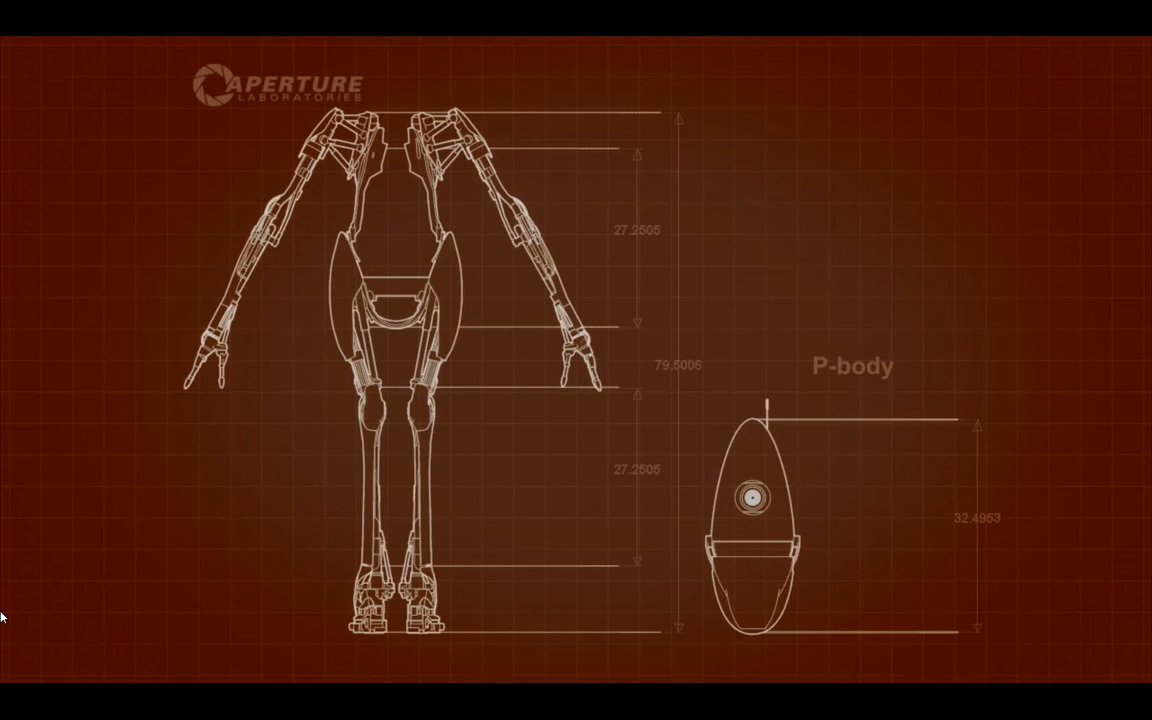 APERTURE
LABORATORIES
27.2505
79.5006
P-body
27.2505
32.4953